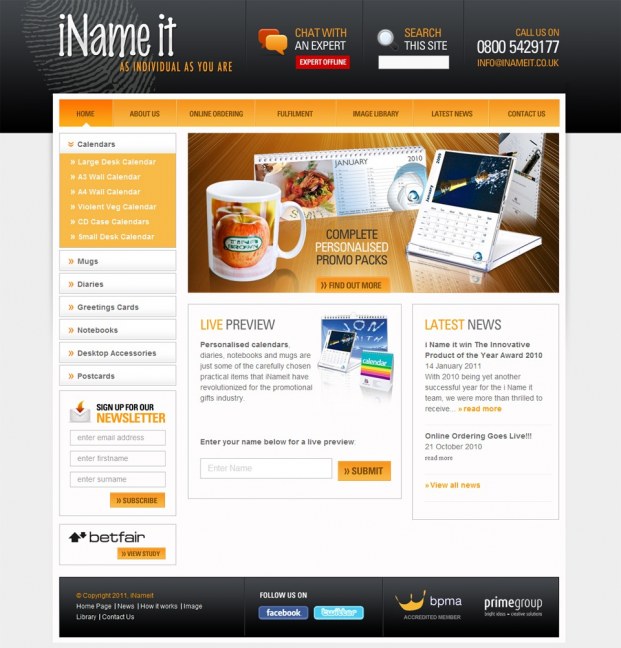 iName it
AS INDIVIDUAL AS YOU ARE
CHAT WITH
AN EXPERT
EXPERT OFFLINE
SEARCH
THIS SITE
CALL US ON
0800 5429177
INFO@INAMEIT.CO.UK
HOME
ABOUT US
ONLINE ORDERING
FULFILMENT
IMAGE LIBRARY
LATEST NEWS
CONTACT US
Calendars
» Large Desk Calendar
» A3 Wall Calendar
» A4 Wall Calendar
» Violent Veg Calendar
» CD Case Calendars
» Small Desk Calendar
» Mugs
» Diaries
» Greetings Cards
» Notebooks
» Desktop Accessories
» Postcards
JANUARY
2010
January
2010
COMPLETE
PERSONALISED
PROMO PACKS
» FIND OUT MORE
LIVE PREVIEW
Personalised calendars,
diaries, notebooks and mugs are
just some of the carefully chosen
practical items that iNameit have
revolutionized for the promotional
gifts industry.
JON
SMITH
calendar
Enter your name below for a live preview:
Enter Name
» SUBMIT
LATEST NEWS
i Name it win The Innovative
Product of the Year Award 2010
14 January 2011
With 2010 being yet another
successful year for the i Name it
team, we were more than thrilled to
receive... » read more
Online Ordering Goes Live!!!
21 October 2010
read more
» View all news
SIGN UP FOR OUR
NEWSLETTER
enter email address
enter firstname
enter surname
» SUBSCRIBE
betfair
» VIEW STUDY
© Copyright 2011, iNameit
Home Page | News | How it works | Image
Library | Contact Us
FOLLOW US ON
facebook
twitter
bpma
ACCREDITED MEMBER
primegroup
bright ideas + creative solutions